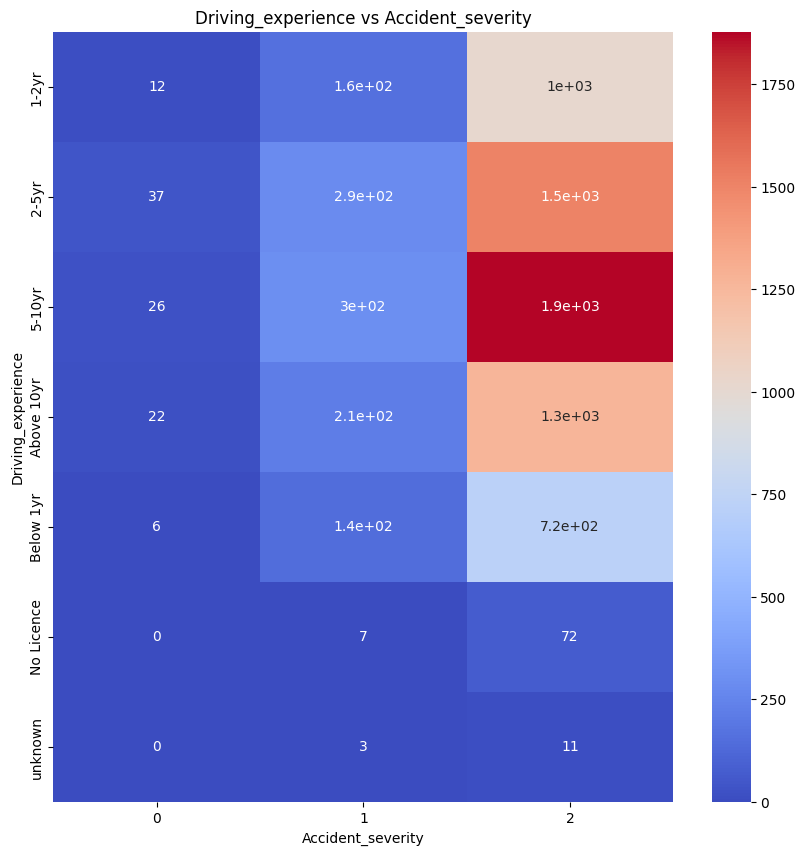 Driving_experience vs Accident_severity
Driving_experience
1-2yr 12 1.6e+02 1e+03
2-5yr 37 2.9e+02 1.5e+03
5-10yr 26 3e+02 1.9e+03
Above 10yr 22 2.1e+02 1.3e+03
Below 1yr 6 1.4e+02 7.2e+02
No Licence 0 7 72
unknown 0 3 11
0 1 2
Accident_severity
1750
1500
1250
1000
750
500
250
0